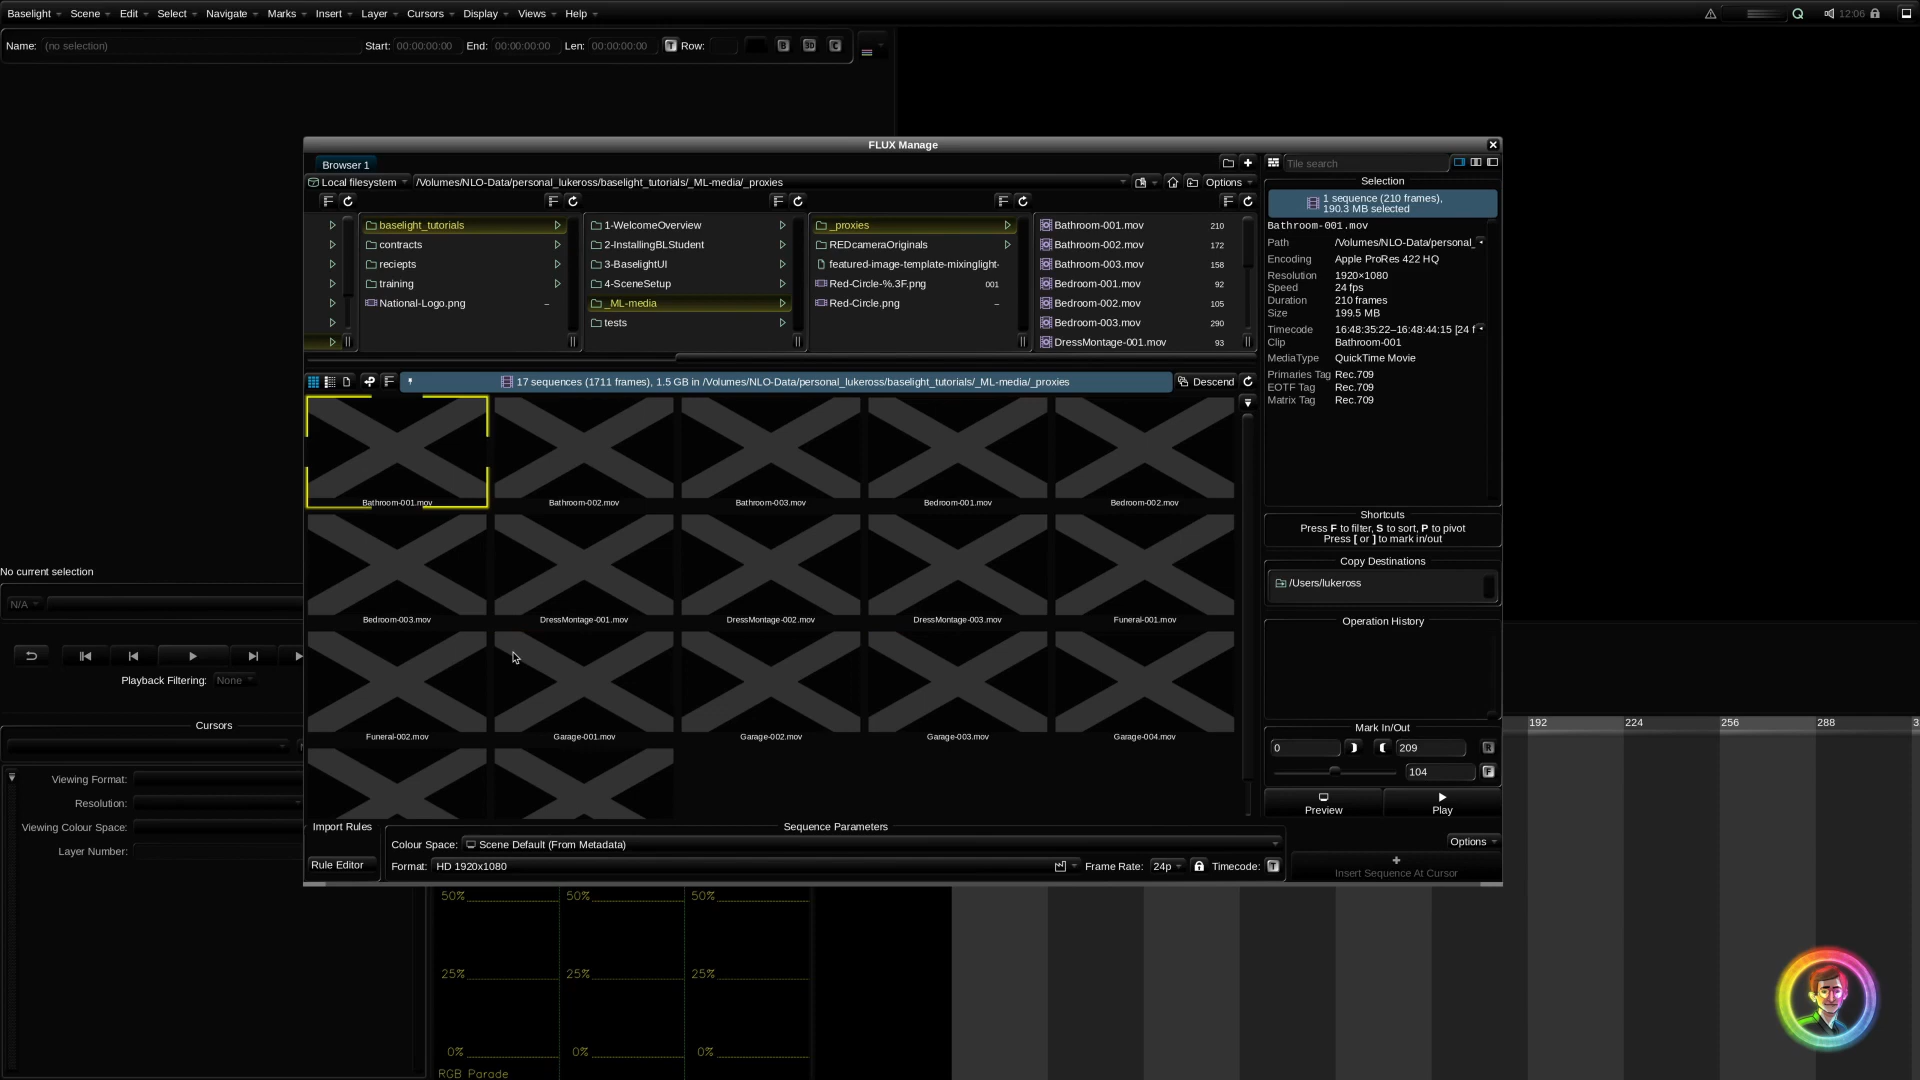 Baselight Scene Edit Select Navigate Marks Insert Layer Cursors Display Views Help 12:06
Name: (no selection) Start: 00:00:00:00 End: 00:00:00:00 Len: 00:00:00:00 T Row: B 3D C
FLUX Manage
Browser 1
Tile search
Local filesystem /Volumes/NLO-Data/personal_lukeross/baselight_tutorials/_ML-media/_proxies Options
baselight_tutorials
contracts
reciepts
training
National-Logo.png –
1-WelcomeOverview
2-InstallingBLStudent
3-BaselightUI
4-SceneSetup
_ML-media
tests
_proxies
REDcameraOriginals
featured-image-template-mixinglight-
Red-Circle-%.3F.png 001
Red-Circle.png –
Bathroom-001.mov 210
Bathroom-002.mov 172
Bathroom-003.mov 158
Bedroom-001.mov 92
Bedroom-002.mov 105
Bedroom-003.mov 290
DressMontage-001.mov 93
17 sequences (1711 frames), 1.5 GB in /Volumes/NLO-Data/personal_lukeross/baselight_tutorials/_ML-media/_proxies Descend
Bathroom-001.mov Bathroom-002.mov Bathroom-003.mov Bedroom-001.mov Bedroom-002.mov
Bedroom-003.mov DressMontage-001.mov DressMontage-002.mov DressMontage-003.mov Funeral-001.mov
Funeral-002.mov Garage-001.mov Garage-002.mov Garage-003.mov Garage-004.mov
Selection
1 sequence (210 frames),
190.3 MB selected
Bathroom-001.mov
Path /Volumes/NLO-Data/personal_
Encoding Apple ProRes 422 HQ
Resolution 1920×1080
Speed 24 fps
Duration 210 frames
Size 199.5 MB
Timecode 16:48:35:22–16:48:44:15 [24 f
Clip Bathroom-001
MediaType QuickTime Movie
Primaries Tag Rec.709
EOTF Tag Rec.709
Matrix Tag Rec.709
Shortcuts
Press F to filter, S to sort, P to pivot
Press [ or ] to mark in/out
Copy Destinations
/Users/lukeross
Operation History
Mark In/Out
0 209 R
104 F
Preview Play
Import Rules
Rule Editor
Sequence Parameters
Colour Space: Scene Default (From Metadata)
Format: HD 1920x1080 Frame Rate: 24p Timecode: T
Options
Insert Sequence At Cursor
No current selection
N/A
Playback Filtering: None
Cursors
Viewing Format:
Resolution:
Viewing Colour Space:
Layer Number:
192 224 256 288 3
50% 50% 50%
25% 25% 25%
0% 0% 0%
RGB Parade